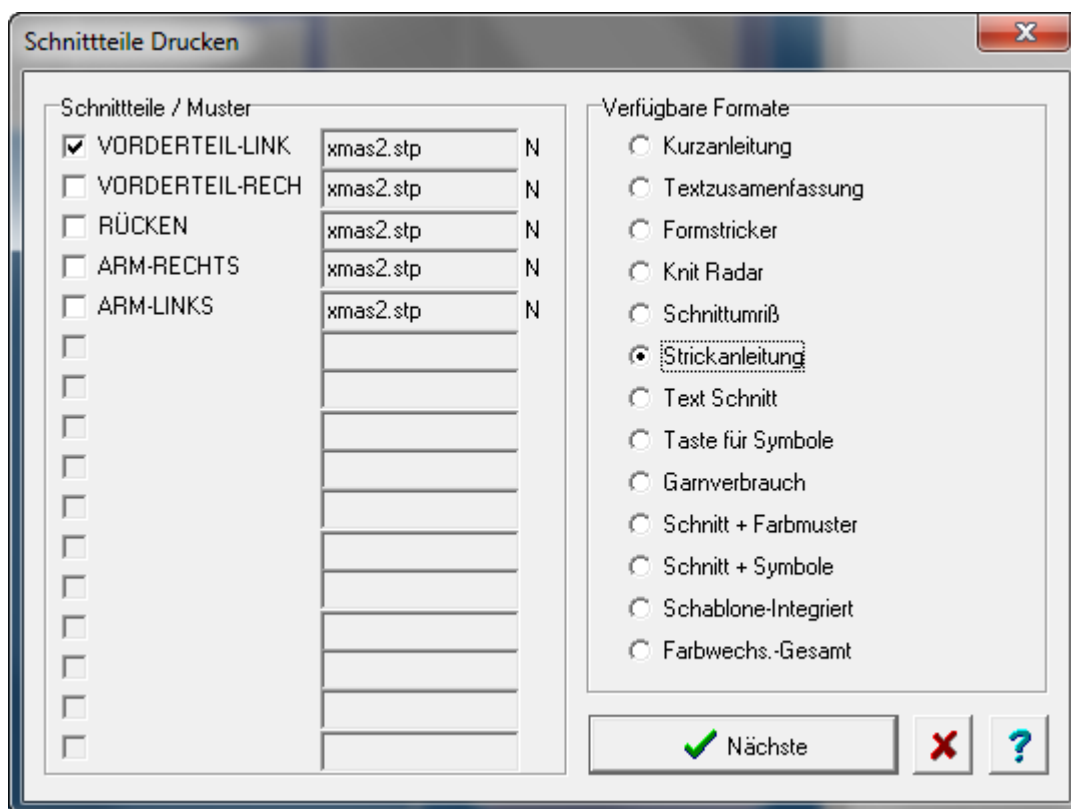 Schnittteile Drucken
Schnittteile / Muster
VORDERTEIL-LINK xmas2.stp N
VORDERTEIL-RECH xmas2.stp N
RÜCKEN xmas2.stp N
ARM-RECHTS xmas2.stp N
ARM-LINKS xmas2.stp N
Verfügbare Formate
Kurzanleitung
Textzusamenfassung
Formstricker
Knit Radar
Schnittumriß
Strickanleitung
Text Schnitt
Taste für Symbole
Garnverbrauch
Schnitt + Farbmuster
Schnitt + Symbole
Schablone-Integriert
Farbwechs.-Gesamt
Nächste
?